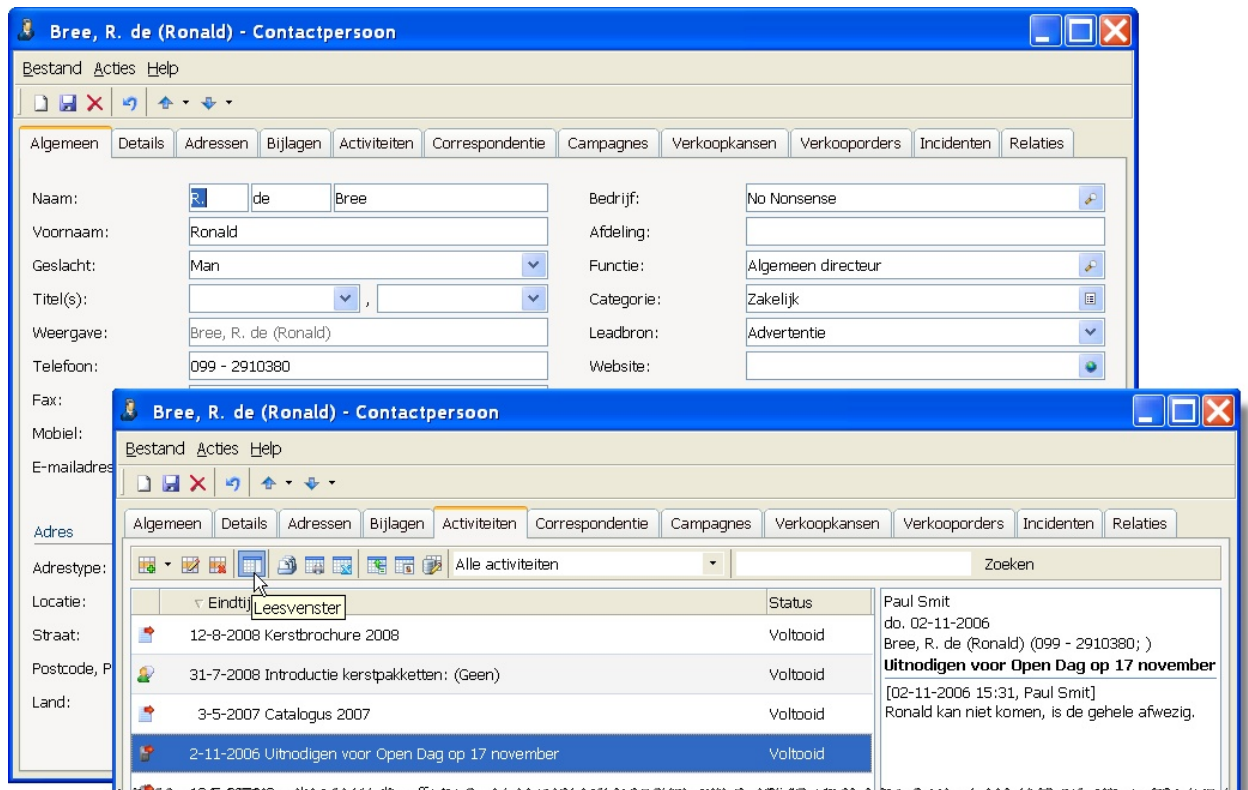 Bree, R. de (Ronald) - Contactpersoon
Bestand Acties Help
Algemeen Details Adressen Bijlagen Activiteiten Correspondentie Campagnes Verkoopkansen Verkooporders Incidenten Relaties
Naam: R. de Bree Bedrijf: No Nonsense
Voornaam: Ronald Afdeling:
Geslacht: Man Functie: Algemeen directeur
Titel(s): , Categorie: Zakelijk
Weergave: Bree, R. de (Ronald) Leadbron: Advertentie
Telefoon: 099 - 2910380 Website:
Fax:
Mobiel:
E-mailadres
Adres
Adrestype:
Locatie:
Straat:
Postcode, P
Land:
Bree, R. de (Ronald) - Contactpersoon
Bestand Acties Help
Algemeen Details Adressen Bijlagen Activiteiten Correspondentie Campagnes Verkoopkansen Verkooporders Incidenten Relaties
Alle activiteiten Zoeken
Eindtij Status
Leesvenster
12-8-2008 Kerstbrochure 2008 Voltooid
31-7-2008 Introductie kerstpakketten: (Geen) Voltooid
3-5-2007 Catalogus 2007 Voltooid
2-11-2006 Uitnodigen voor Open Dag op 17 november Voltooid
Paul Smit
do. 02-11-2006
Bree, R. de (Ronald) (099 - 2910380; )
Uitnodigen voor Open Dag op 17 november
[02-11-2006 15:31, Paul Smit]
Ronald kan niet komen, is de gehele afwezig.